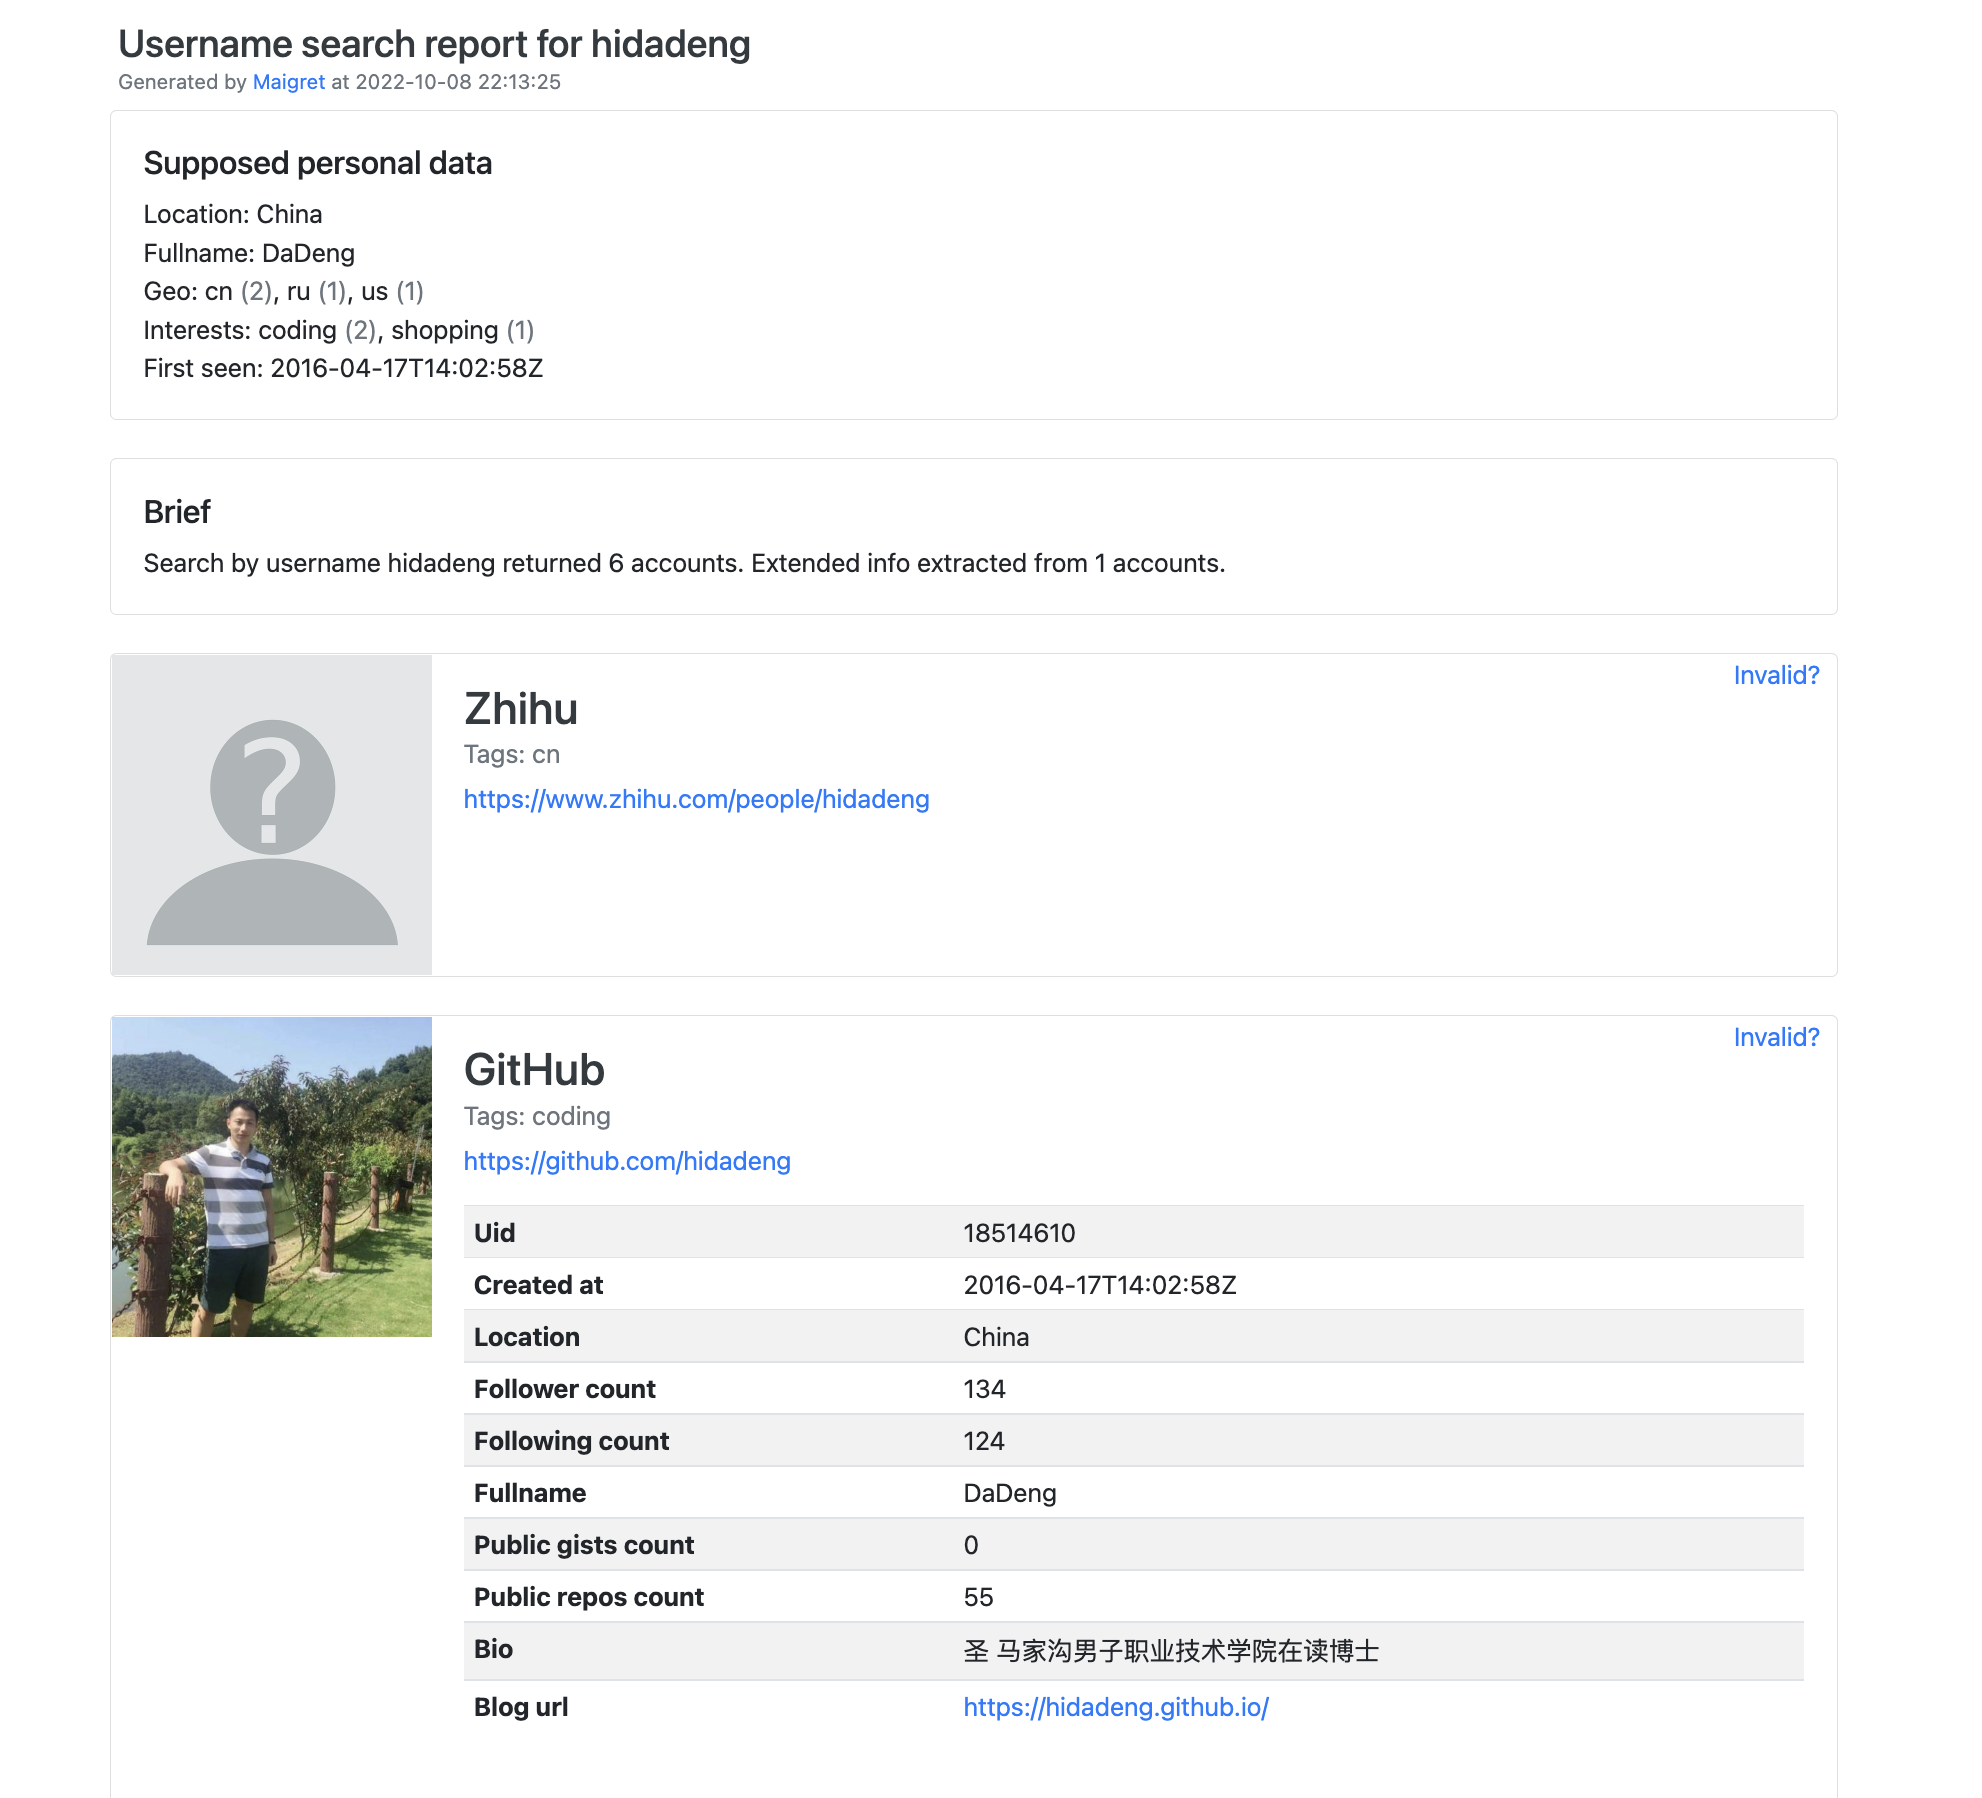 Username search report for hidadeng
Generated by Maigret at 2022-10-08 22:13:25
Supposed personal data
Location: China
Fullname: DaDeng
Geo: cn (2), ru (1), us (1)
Interests: coding (2), shopping (1)
First seen: 2016-04-17T14:02:58Z
Brief
Search by username hidadeng returned 6 accounts. Extended info extracted from 1 accounts.
Invalid?
Zhihu
Tags: cn
https://www.zhihu.com/people/hidadeng
?
Invalid?
GitHub
Tags: coding
https://github.com/hidadeng
Uid 18514610
Created at 2016-04-17T14:02:58Z
Location China
Follower count 134
Following count 124
Fullname DaDeng
Public gists count 0
Public repos count 55
Bio 圣 马家沟男子职业技术学院在读博士
Blog url https://hidadeng.github.io/